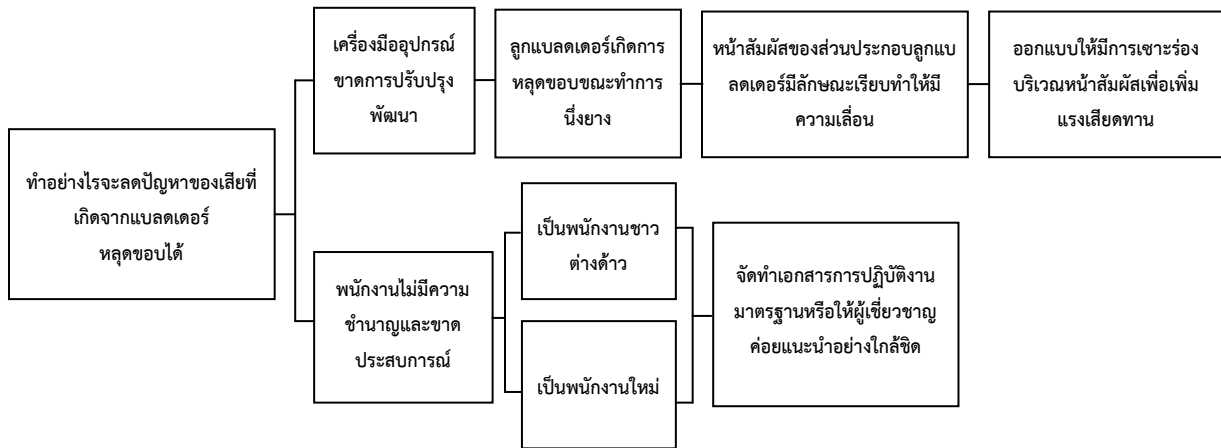 เครื่องมืออุปกรณ์
ขาดการปรับปรุง
พัฒนา
ลูกแบลดเดอร์เกิดการ
หลุดขอบขณะทำการ
นึ่งยาง
หน้าสัมผัสของส่วนประกอบลูกแบ
ลดเดอร์มีลักษณะเรียบทำให้มี
ความเลื่อน
ออกแบบให้มีการเซาะร่อง
บริเวณหน้าสัมผัสเพื่อเพิ่ม
แรงเสียดทาน
ทำอย่างไรจะลดปัญหาของเสียที่
เกิดจากแบลดเดอร์
หลุดขอบได้
พนักงานไม่มีความ
ชำนาญและขาด
ประสบการณ์
เป็นพนักงานชาว
ต่างด้าว
เป็นพนักงานใหม่
จัดทำเอกสารการปฏิบัติงาน
มาตรฐานหรือให้ผู้เชี่ยวชาญ
ค่อยแนะนำอย่างใกล้ชิด